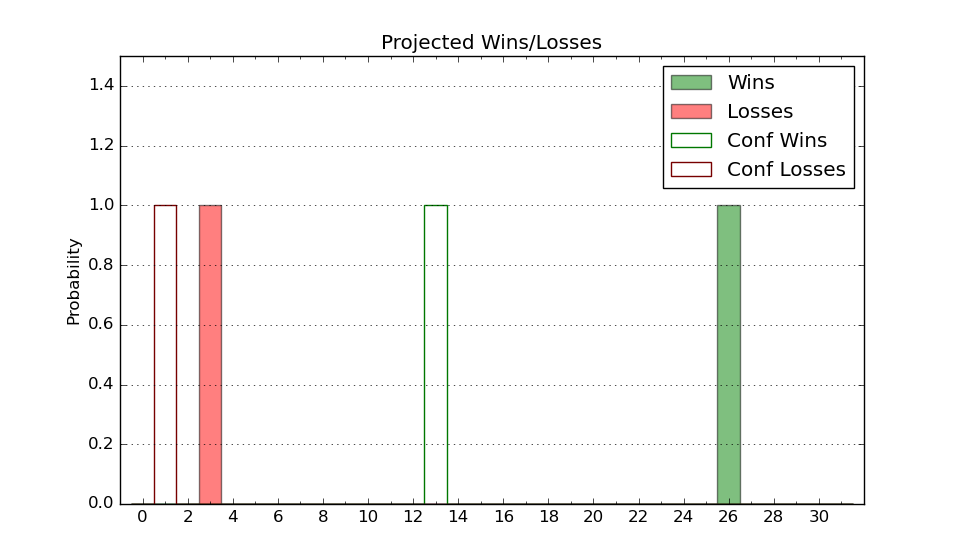 Projected Wins/Losses
1.4
1.2
1.0
0.8
0.6
0.4
0.2
0.0
Probability
Wins
Losses
Conf Wins
Conf Losses
0 2 4 6 8 10 12 14 16 18 20 22 24 26 28 30